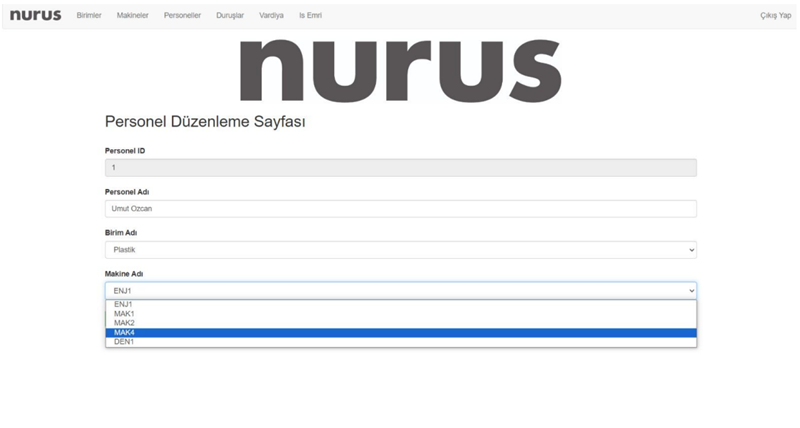 nurus Birimler Makineler Personeller Duruşlar Vardiya Is Emri Çıkış Yap
nurus
Personel Düzenleme Sayfası
Personel ID
1
Personel Adı
Umut Ozcan
Birim Adı
Plastik
Makine Adı
ENJ1
ENJ1
MAK1
MAK2
MAK4
DEN1